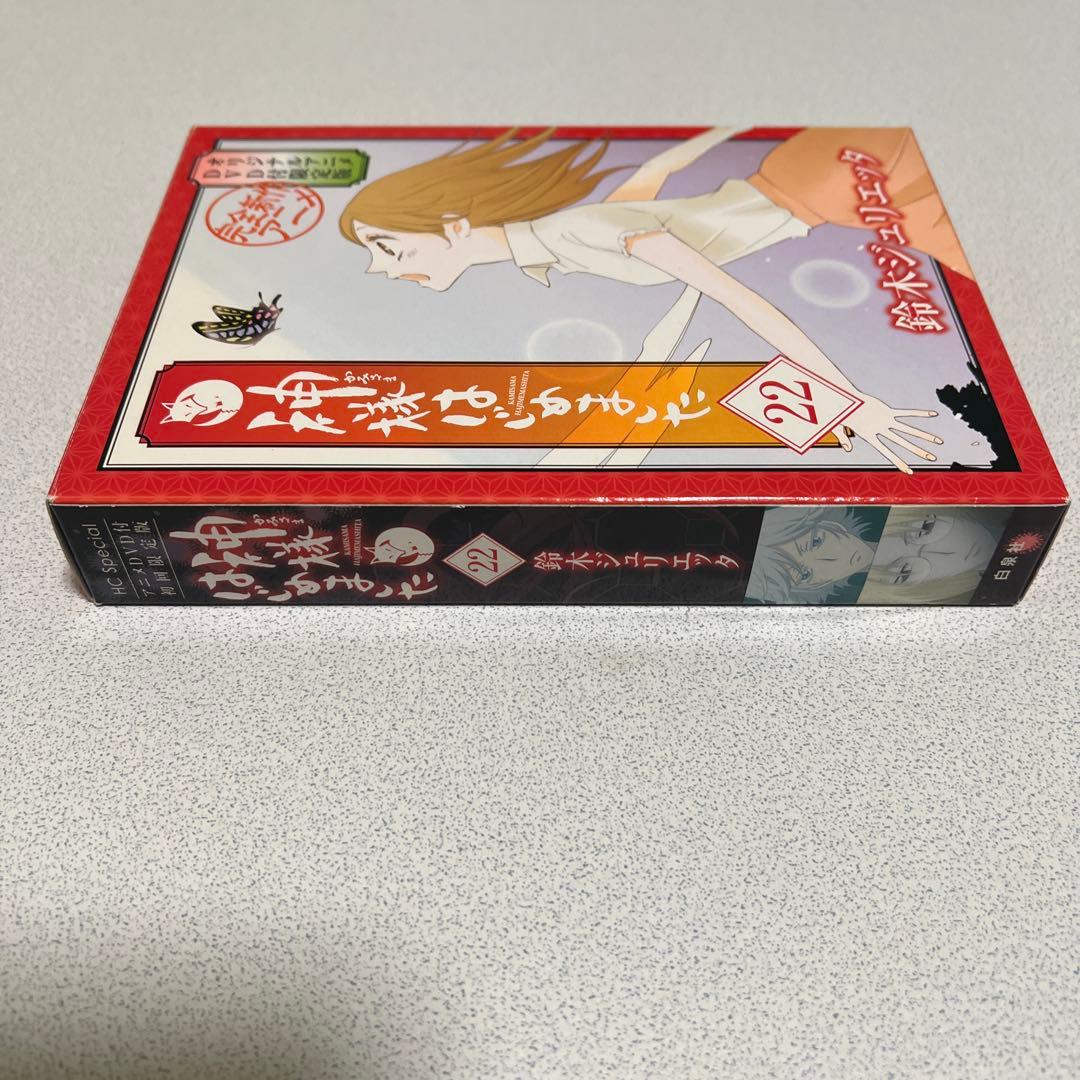 オリジナルアニメ
DVD付限定版
完全新作
アニメ
鈴木ジュリエッタ
神様はじめました
かみさま
KAMISAMA
HAJIMEMASHITA
22
HC Special
アニメDVD付
初回限定版
神様
はじめました
かみさま
KAMISAMA
HAJIMEMASHITA
22
鈴木ジュリエッタ
白泉社